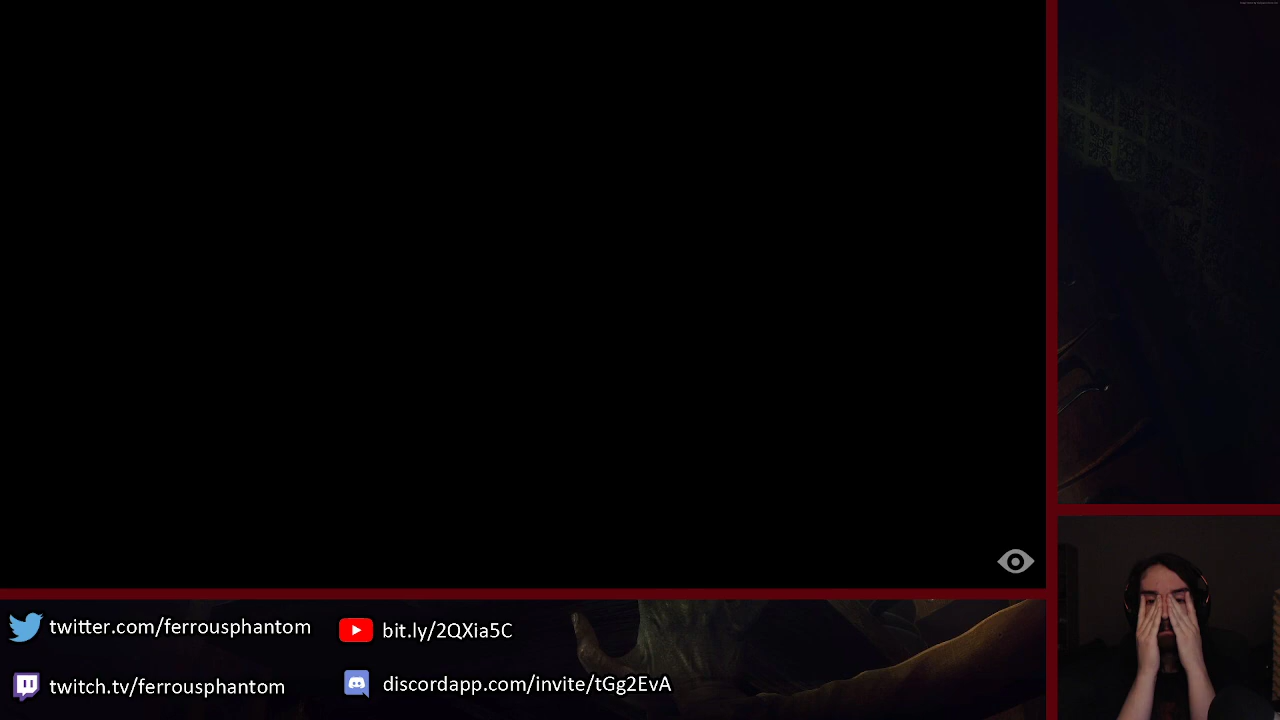 twitter.com/ferrousphantom
bit.ly/2QXia5C
twitch.tv/ferrousphantom
discordapp.com/invite/tGg2EvA